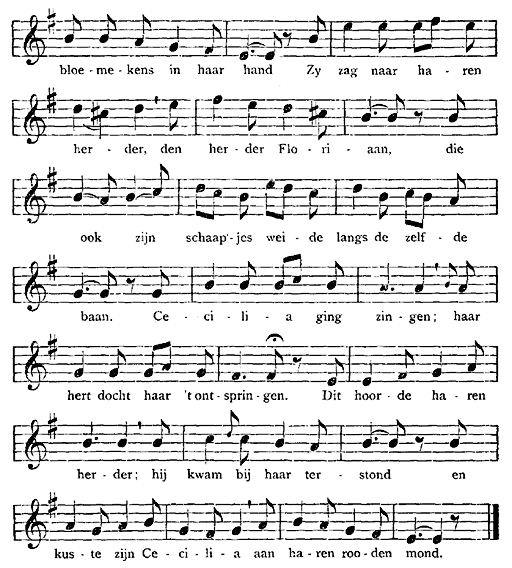 bloe - me - kens in haar hand Zy zag naar ha - ren
her - der, den her - der Flo - ri - aan, die
ook zijn schaap'- jes wei - de langs de zelf - de
baan. Ce - ci - li - a ging zin - gen; haar
hert docht haar 't ont - sprin - gen. Dit hoor - de ha - ren
her - der; hij kwam bij haar ter - stond en
kus - te zijn Ce - ci - li - a aan ha - ren roo - den mond.